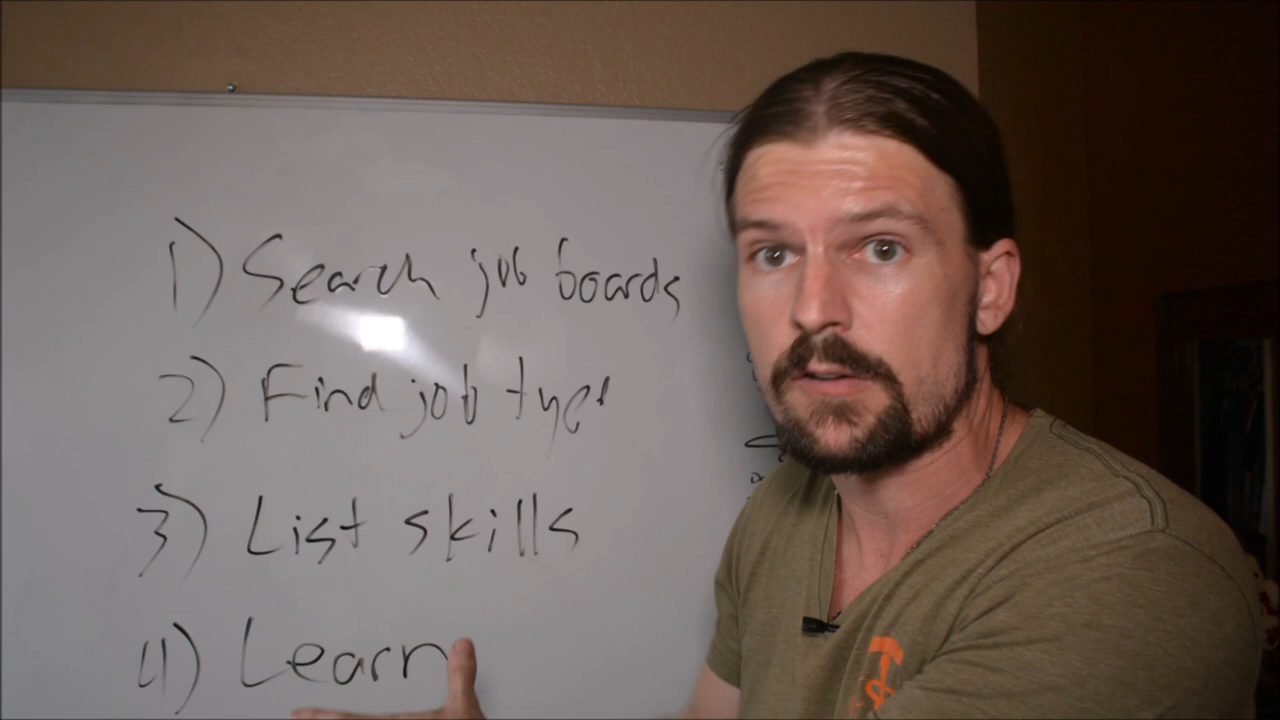 1) Search job boards
2) Find job type
3) List skills
4) Learn